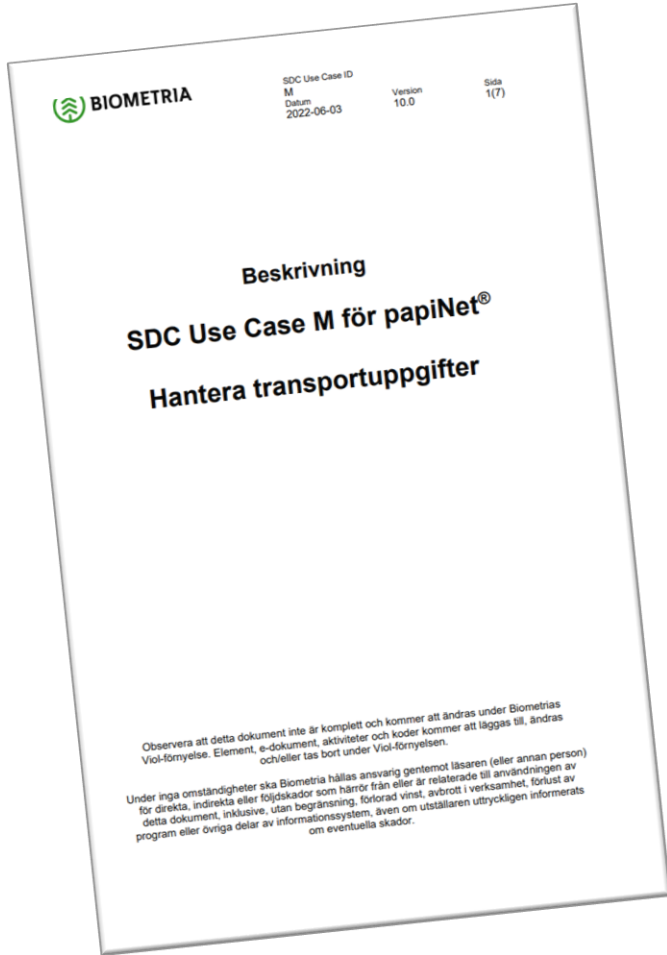 BIOMETRIA
SDC Use Case ID
M
Datum
2022-06-03
Version
10.0
Sida
1(7)
Beskrivning
SDC Use Case M för papiNet®
Hantera transportuppgifter
Observera att detta dokument inte är komplett och kommer att ändras under Biometrias
Viol-förnyelse. Element, e-dokument, aktiviteter och koder kommer att läggas till, ändras
och/eller tas bort under Viol-förnyelsen.
Under inga omständigheter ska Biometria hållas ansvarig gentemot läsaren (eller annan person)
för direkta, indirekta eller följdskador som härrör från eller är relaterade till användningen av
detta dokument, inklusive, utan begränsning, förlorad vinst, avbrott i verksamhet, förlust av
program eller övriga delar av informationssystem, även om utställaren uttryckligen informerats
om eventuella skador.